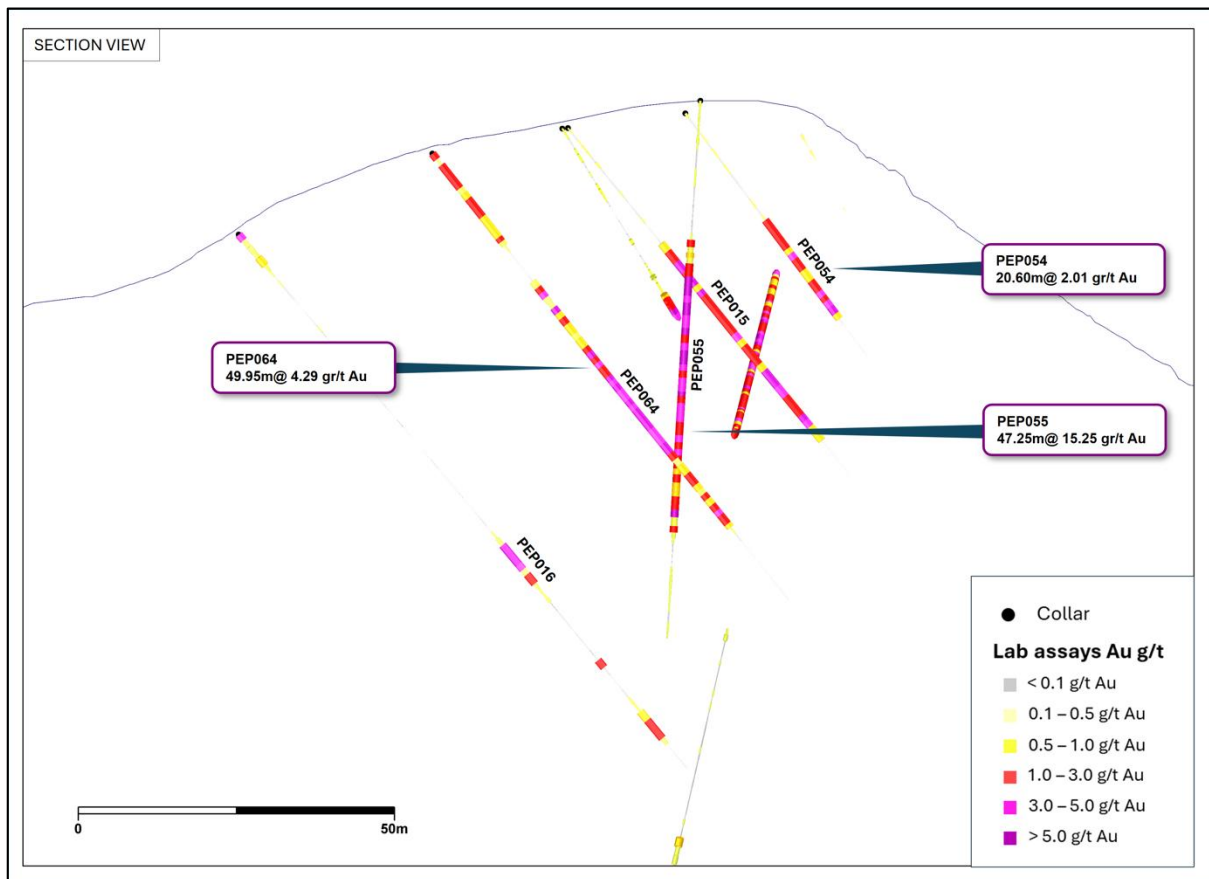 SECTION VIEW
PEP054
PEP054
20.60m@ 2.01 gr/t Au
PEP015
PEP055
PEP064
49.95m@ 4.29 gr/t Au
PEP064
PEP055
47.25m@ 15.25 gr/t Au
PEP016
Collar
Lab assays Au g/t
< 0.1 g/t Au
0.1 – 0.5 g/t Au
0.5 – 1.0 g/t Au
1.0 – 3.0 g/t Au
3.0 – 5.0 g/t Au
> 5.0 g/t Au
0
50m